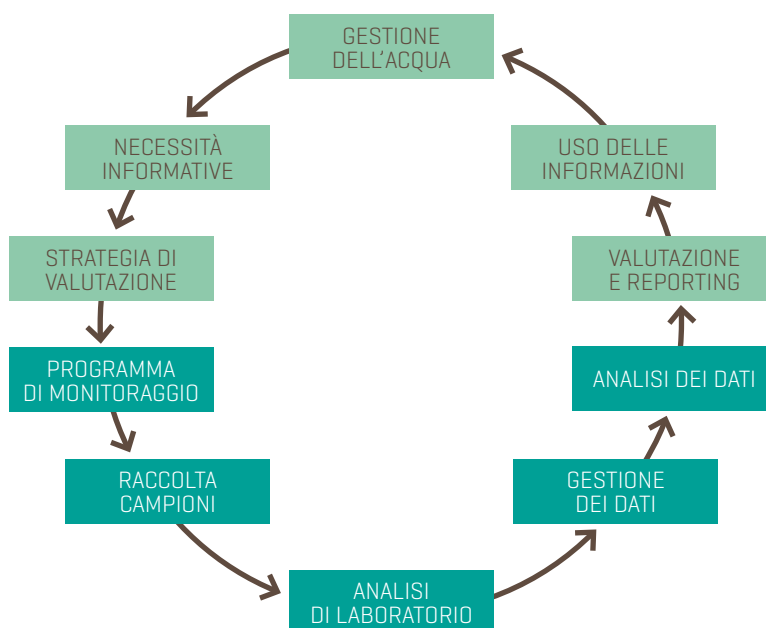 GESTIONE
DELL'ACQUA
NECESSITÀ
INFORMATIVE
STRATEGIA DI
VALUTAZIONE
PROGRAMMA
DI MONITORAGGIO
RACCOLTA
CAMPIONI
ANALISI
DI LABORATORIO
GESTIONE
DEI DATI
ANALISI DEI DATI
VALUTAZIONE
E REPORTING
USO DELLE
INFORMAZIONI